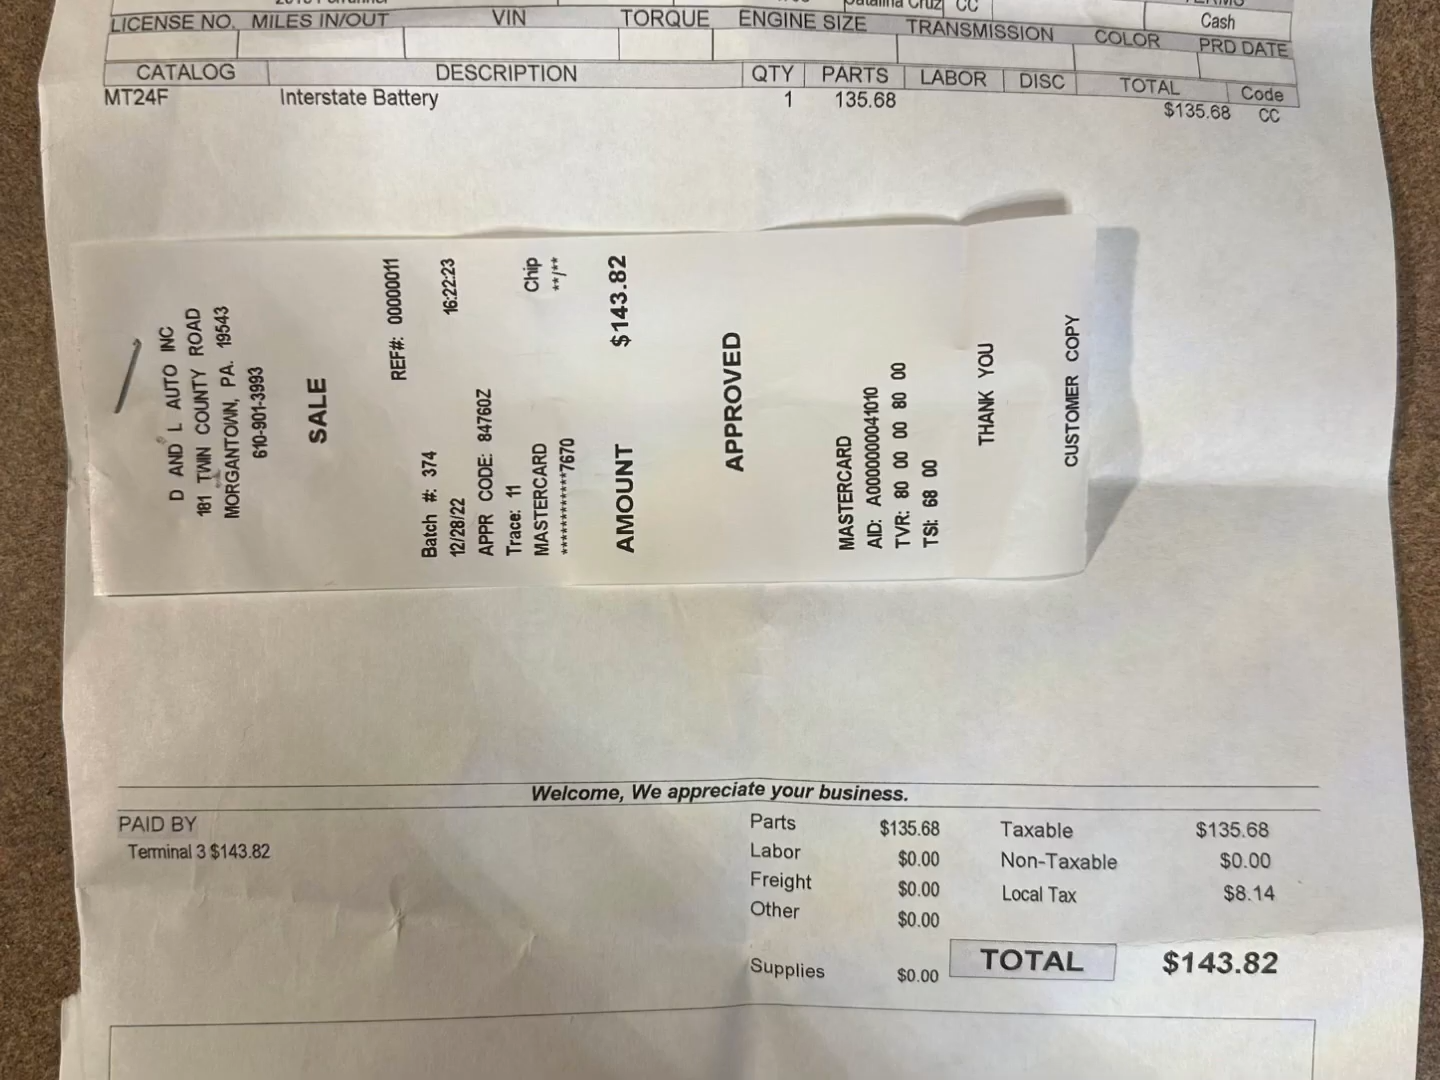 Catalina Cruz CC
LICENSE NO. MILES IN/OUT VIN TORQUE ENGINE SIZE TRANSMISSION COLOR PRD DATE
Cash
CATALOG DESCRIPTION QTY PARTS LABOR DISC TOTAL Code
MT24F Interstate Battery 1 135.68 $135.68 CC
D AND L AUTO INC
181 TWIN COUNTY ROAD
MORGANTOWN, PA. 19543
610-901-3993
SALE
REF#: 00000011
Batch #: 374
12/28/22 16:22:23
APPR CODE: 84760Z
Trace: 11
MASTERCARD Chip
************7670 **/**
AMOUNT $143.82
APPROVED
MASTERCARD
AID: A0000000041010
TVR: 80 00 00 80 00
TSI: 68 00
THANK YOU
CUSTOMER COPY
Welcome, We appreciate your business.
PAID BY
Terminal 3 $143.82
Parts $135.68 Taxable $135.68
Labor $0.00 Non-Taxable $0.00
Freight $0.00 Local Tax $8.14
Other $0.00
Supplies $0.00 TOTAL $143.82